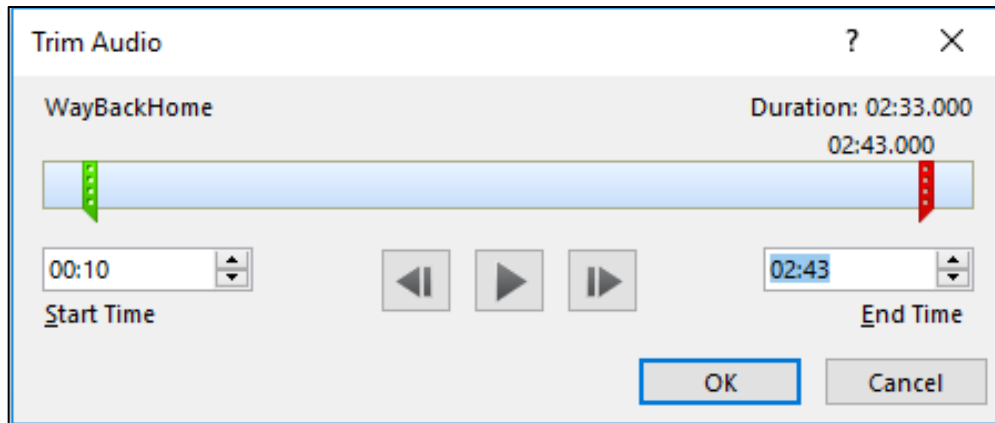 Trim Audio ?
WayBackHome Duration: 02:33.000
02:43.000
00:10 02:43
Start Time End Time
OK Cancel